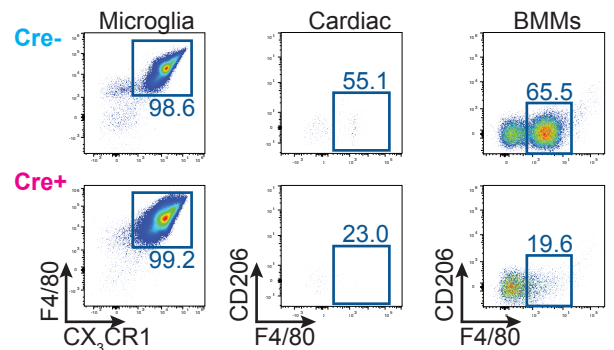 Microglia Cardiac BMMs
Cre-
98.6
55.1
65.5
Cre+
99.2
23.0
19.6
F4/80
CX₃CR1
CD206
F4/80
CD206
F4/80